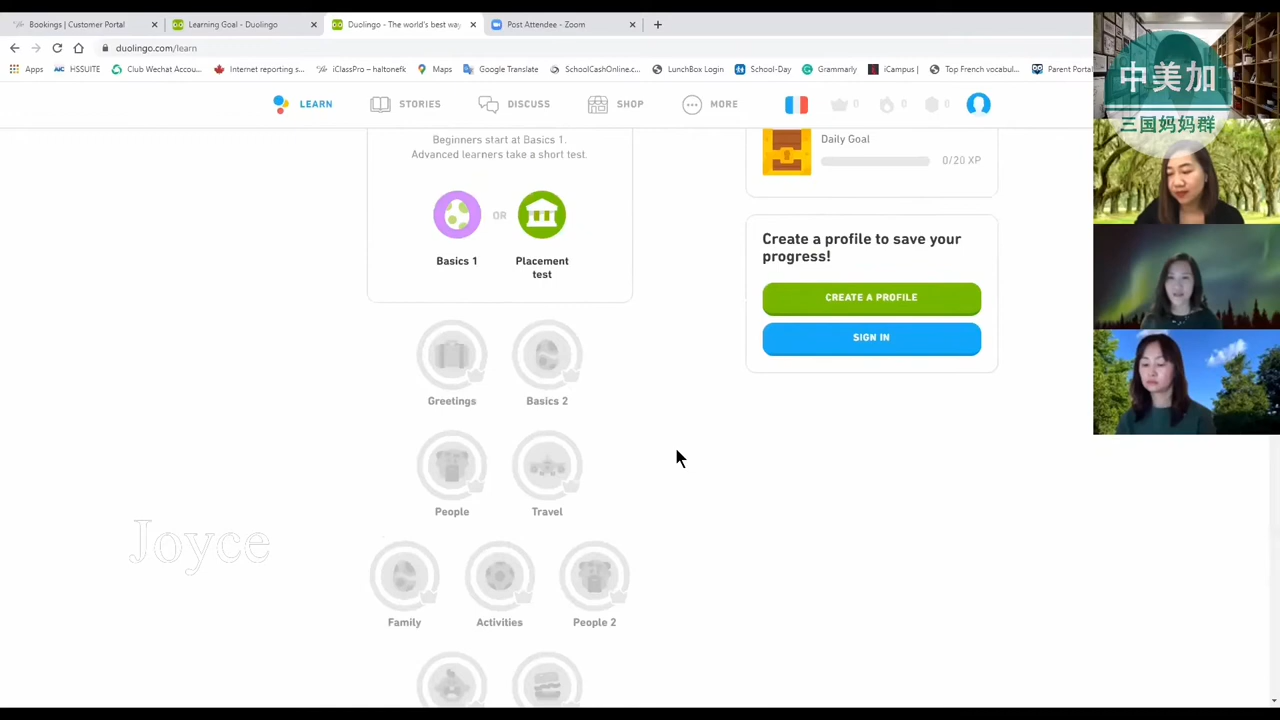 Bookings | Customer Portal
Learning Goal - Duolingo
Duolingo - The world's best way
Post Attendee - Zoom
duolingo.com/learn
Apps
HSSUITE
Club Wechat Accou...
Internet reporting s...
iClassPro – haltonefk...
Maps
Google Translate
SchoolCashOnline.c...
LunchBox Login
School-Day
Grammarly
iCampus |
Top French vocabul...
Parent Portal
LEARN
STORIES
DISCUSS
SHOP
MORE
0
0
0
Beginners start at Basics 1.
Advanced learners take a short test.
OR
Basics 1
Placement
test
Greetings
Basics 2
People
Travel
Family
Activities
People 2
Daily Goal
0/20 XP
Create a profile to save your
progress!
CREATE A PROFILE
SIGN IN
Joyce
中美加
三国妈妈群